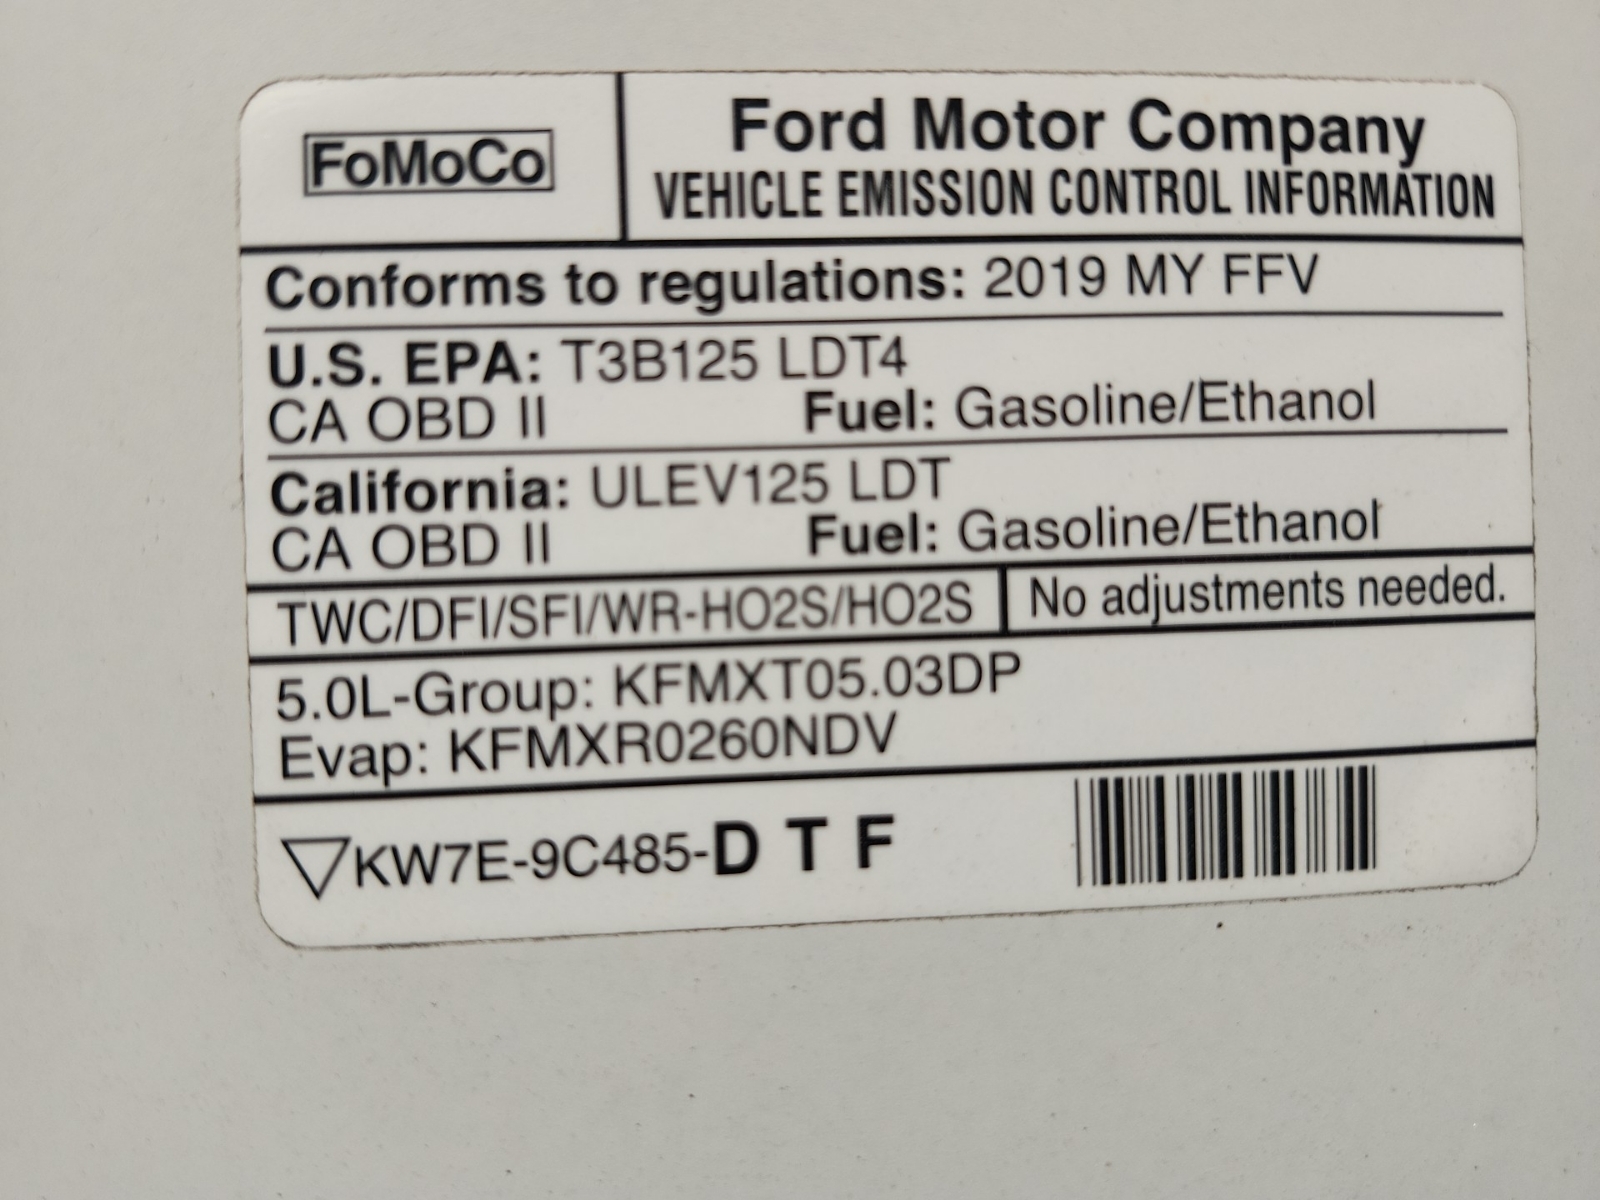 FoMoCo
Ford Motor Company
VEHICLE EMISSION CONTROL INFORMATION
Conforms to regulations: 2019 MY FFV
U.S. EPA: T3B125 LDT4
CA OBD II Fuel: Gasoline/Ethanol
California: ULEV125 LDT
CA OBD II Fuel: Gasoline/Ethanol
TWC/DFI/SFI/WR-HO2S/HO2S No adjustments needed.
5.0L-Group: KFMXT05.03DP
Evap: KFMXR0260NDV
▽KW7E-9C485-D T F